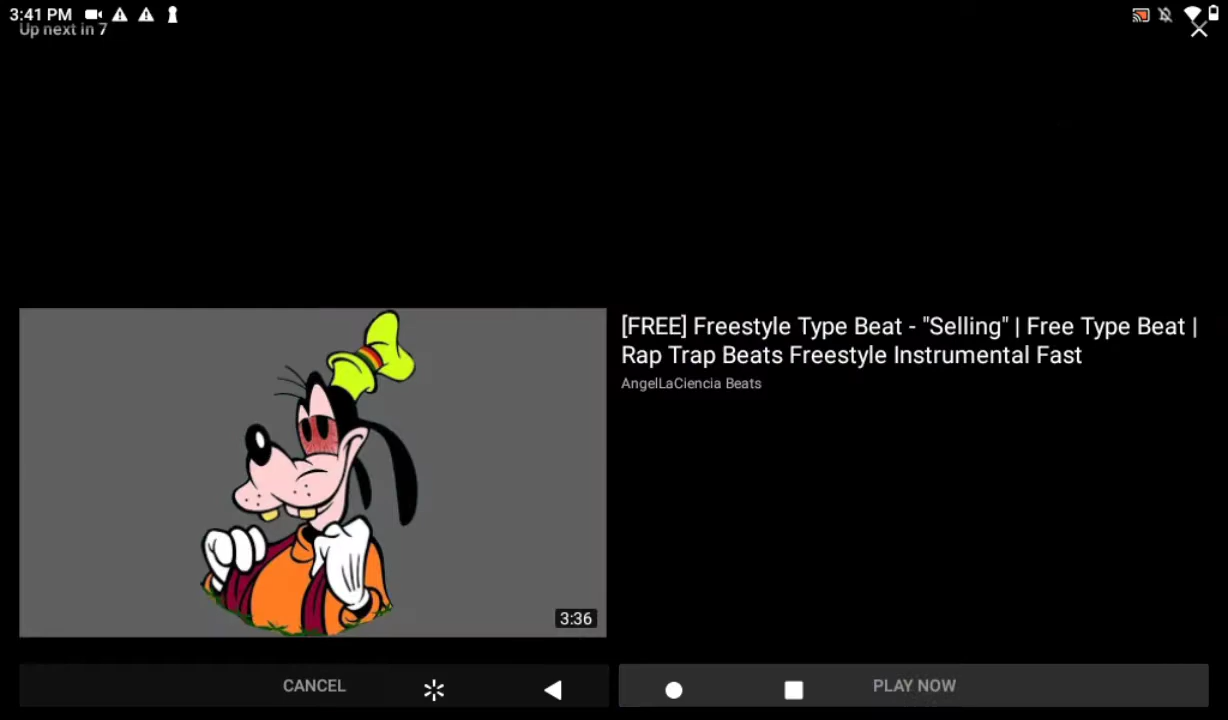 3:41 PM
Up next in 7
[FREE] Freestyle Type Beat - "Selling" | Free Type Beat |
Rap Trap Beats Freestyle Instrumental Fast
AngelLaCiencia Beats
3:36
CANCEL
PLAY NOW